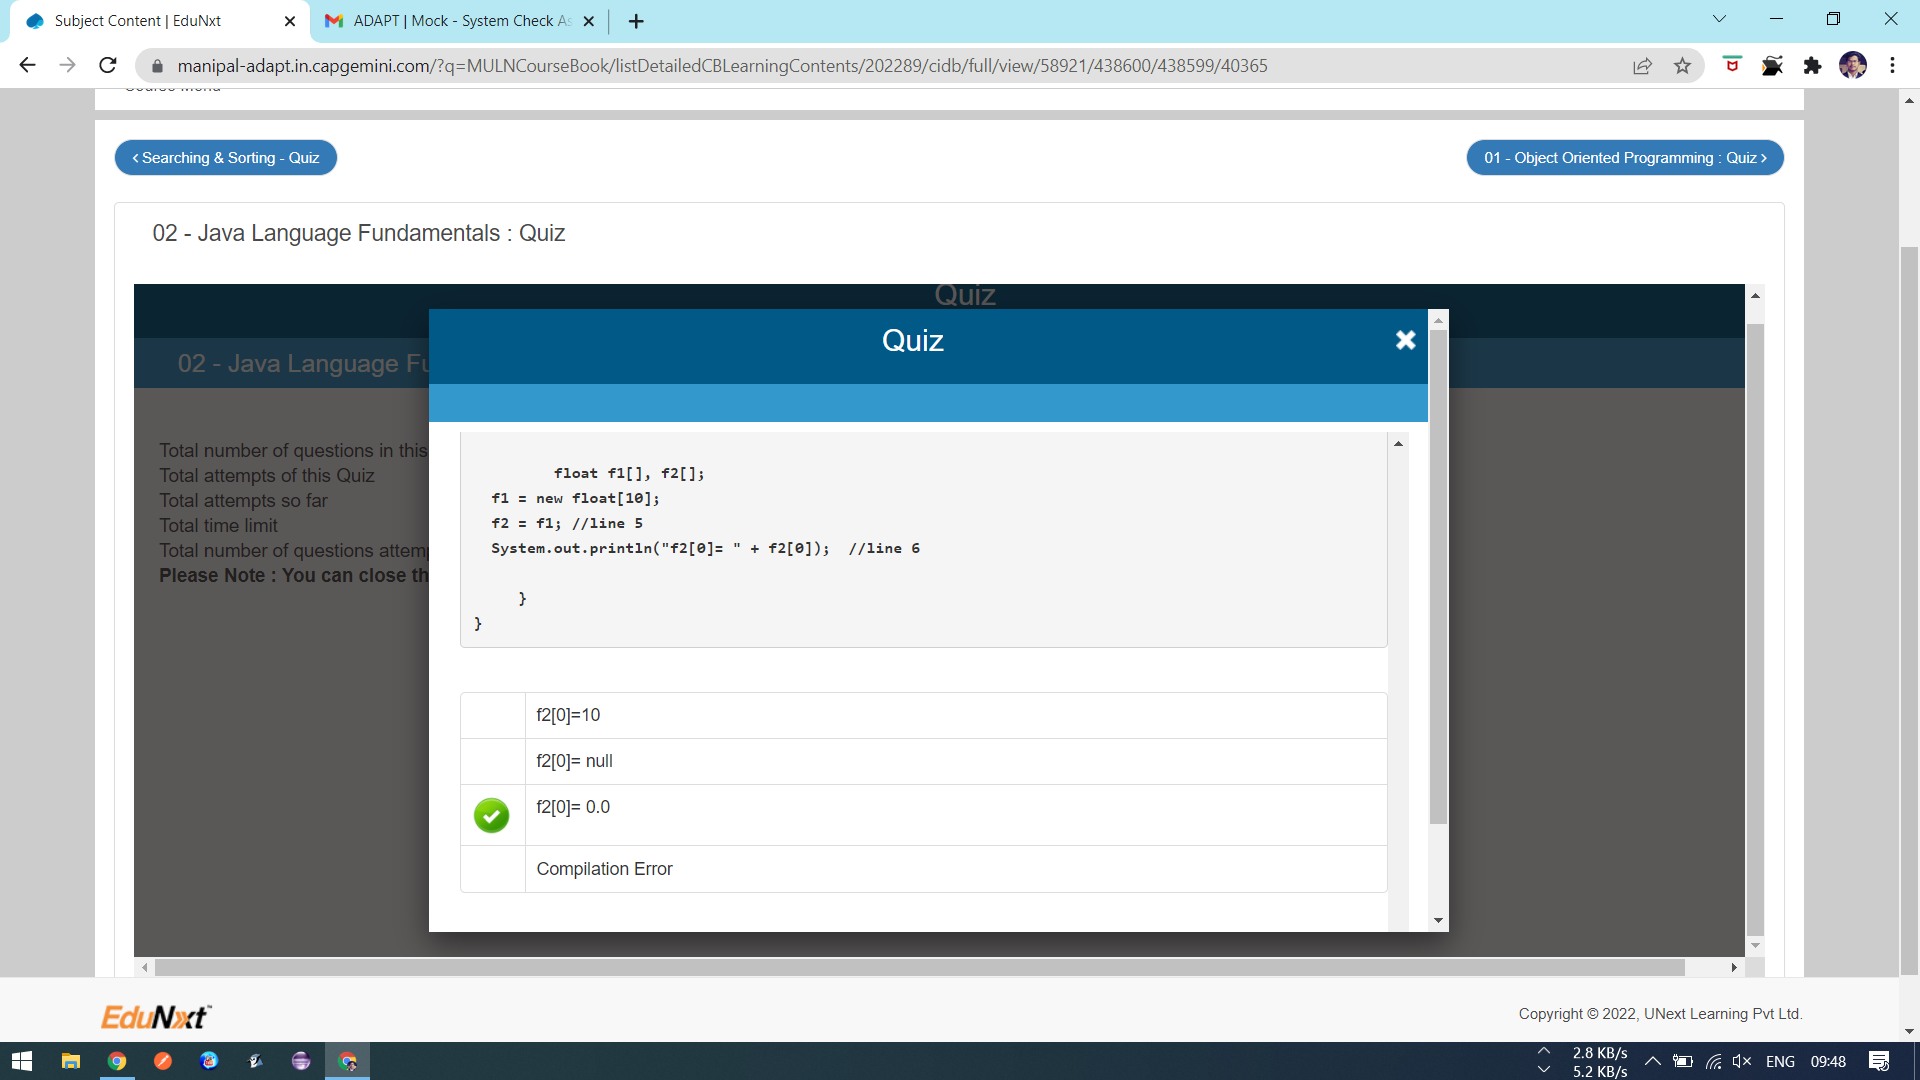 Subject Content | EduNxt
ADAPT | Mock - System Check As
manipal-adapt.in.capgemini.com/?q=MULNCourseBook/listDetailedCBLearningContents/202289/cidb/full/view/58921/438600/438599/40365
Course Menu
‹ Searching & Sorting - Quiz
01 - Object Oriented Programming : Quiz ›
02 - Java Language Fundamentals : Quiz
Quiz
Quiz
02 - Java Language Fu
Total number of questions in this
Total attempts of this Quiz
Total attempts so far
Total time limit
Total number of questions attemp
Please Note : You can close th
float f1[], f2[];
f1 = new float[10];
f2 = f1; //line 5
System.out.println("f2[0]= " + f2[0]);  //line 6
}
}
f2[0]=10
f2[0]= null
f2[0]= 0.0
Compilation Error
EduNxt™
Copyright © 2022, UNext Learning Pvt Ltd.
2.8 KB/s
5.2 KB/s
ENG
09:48